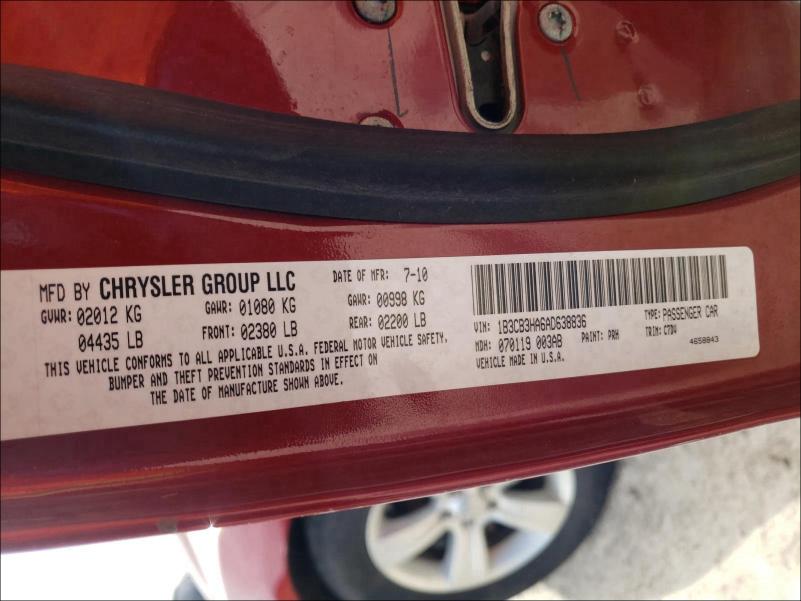 MFD BY CHRYSLER GROUP LLC DATE OF MFR: 7-10
GVWR: 02012 KG GAWR: 01080 KG GAWR: 00998 KG
04435 LB FRONT: 02380 LB REAR: 02200 LB
THIS VEHICLE CONFORMS TO ALL APPLICABLE U.S.A. FEDERAL MOTOR VEHICLE SAFETY,
BUMPER AND THEFT PREVENTION STANDARDS IN EFFECT ON
THE DATE OF MANUFACTURE SHOWN ABOVE.
VIN: 1B3CB3HA6AD638836 TYPE: PASSENGER CAR
MDH: 070119 003AB PAINT: PRH TRIM: C7DV
VEHICLE MADE IN U.S.A. 4658843